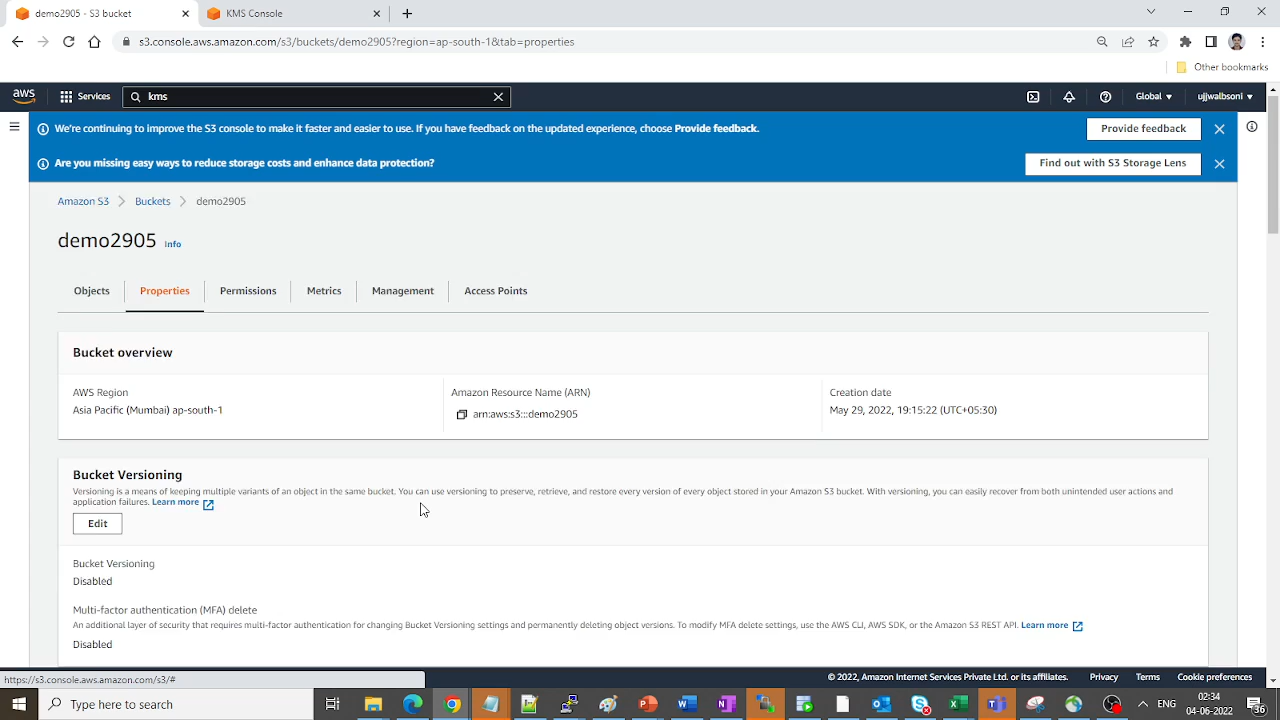 demo2905 - S3 bucket
KMS Console
s3.console.aws.amazon.com/s3/buckets/demo2905?region=ap-south-1&tab=properties
Other bookmarks
aws
Services
kms
Global
ujjwalbsoni
We're continuing to improve the S3 console to make it faster and easier to use. If you have feedback on the updated experience, choose Provide feedback.
Provide feedback
Are you missing easy ways to reduce storage costs and enhance data protection?
Find out with S3 Storage Lens
Amazon S3
Buckets
demo2905
demo2905
Info
Objects
Properties
Permissions
Metrics
Management
Access Points
Bucket overview
AWS Region
Asia Pacific (Mumbai) ap-south-1
Amazon Resource Name (ARN)
arn:aws:s3:::demo2905
Creation date
May 29, 2022, 19:15:22 (UTC+05:30)
Bucket Versioning
Versioning is a means of keeping multiple variants of an object in the same bucket. You can use versioning to preserve, retrieve, and restore every version of every object stored in your Amazon S3 bucket. With versioning, you can easily recover from both unintended user actions and
application failures. Learn more
Edit
Bucket Versioning
Disabled
Multi-factor authentication (MFA) delete
An additional layer of security that requires multi-factor authentication for changing Bucket Versioning settings and permanently deleting object versions. To modify MFA delete settings, use the AWS CLI, AWS SDK, or the Amazon S3 REST API. Learn more
Disabled
https://s3.console.aws.amazon.com/s3/#
© 2022, Amazon Internet Services Private Ltd. or its affiliates.
Privacy
Terms
Cookie preferences
Type here to search
ENG
02:34
04-06-2022